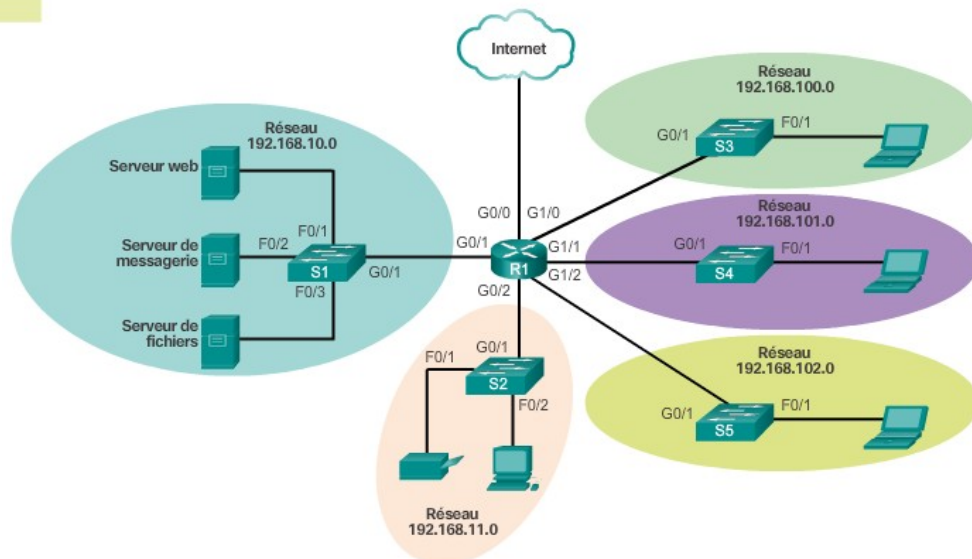 Internet
Réseau
192.168.10.0
Serveur web
Serveur de
messagerie
Serveur de
fichiers
F0/1
F0/2
F0/3
S1
G0/1
G0/0
G1/0
G0/1
G1/1
G1/2
R1
G0/2
Réseau
192.168.100.0
G0/1
F0/1
S3
Réseau
192.168.101.0
G0/1
F0/1
S4
Réseau
192.168.102.0
G0/1
F0/1
S5
F0/1
G0/1
S2
F0/2
Réseau
192.168.11.0